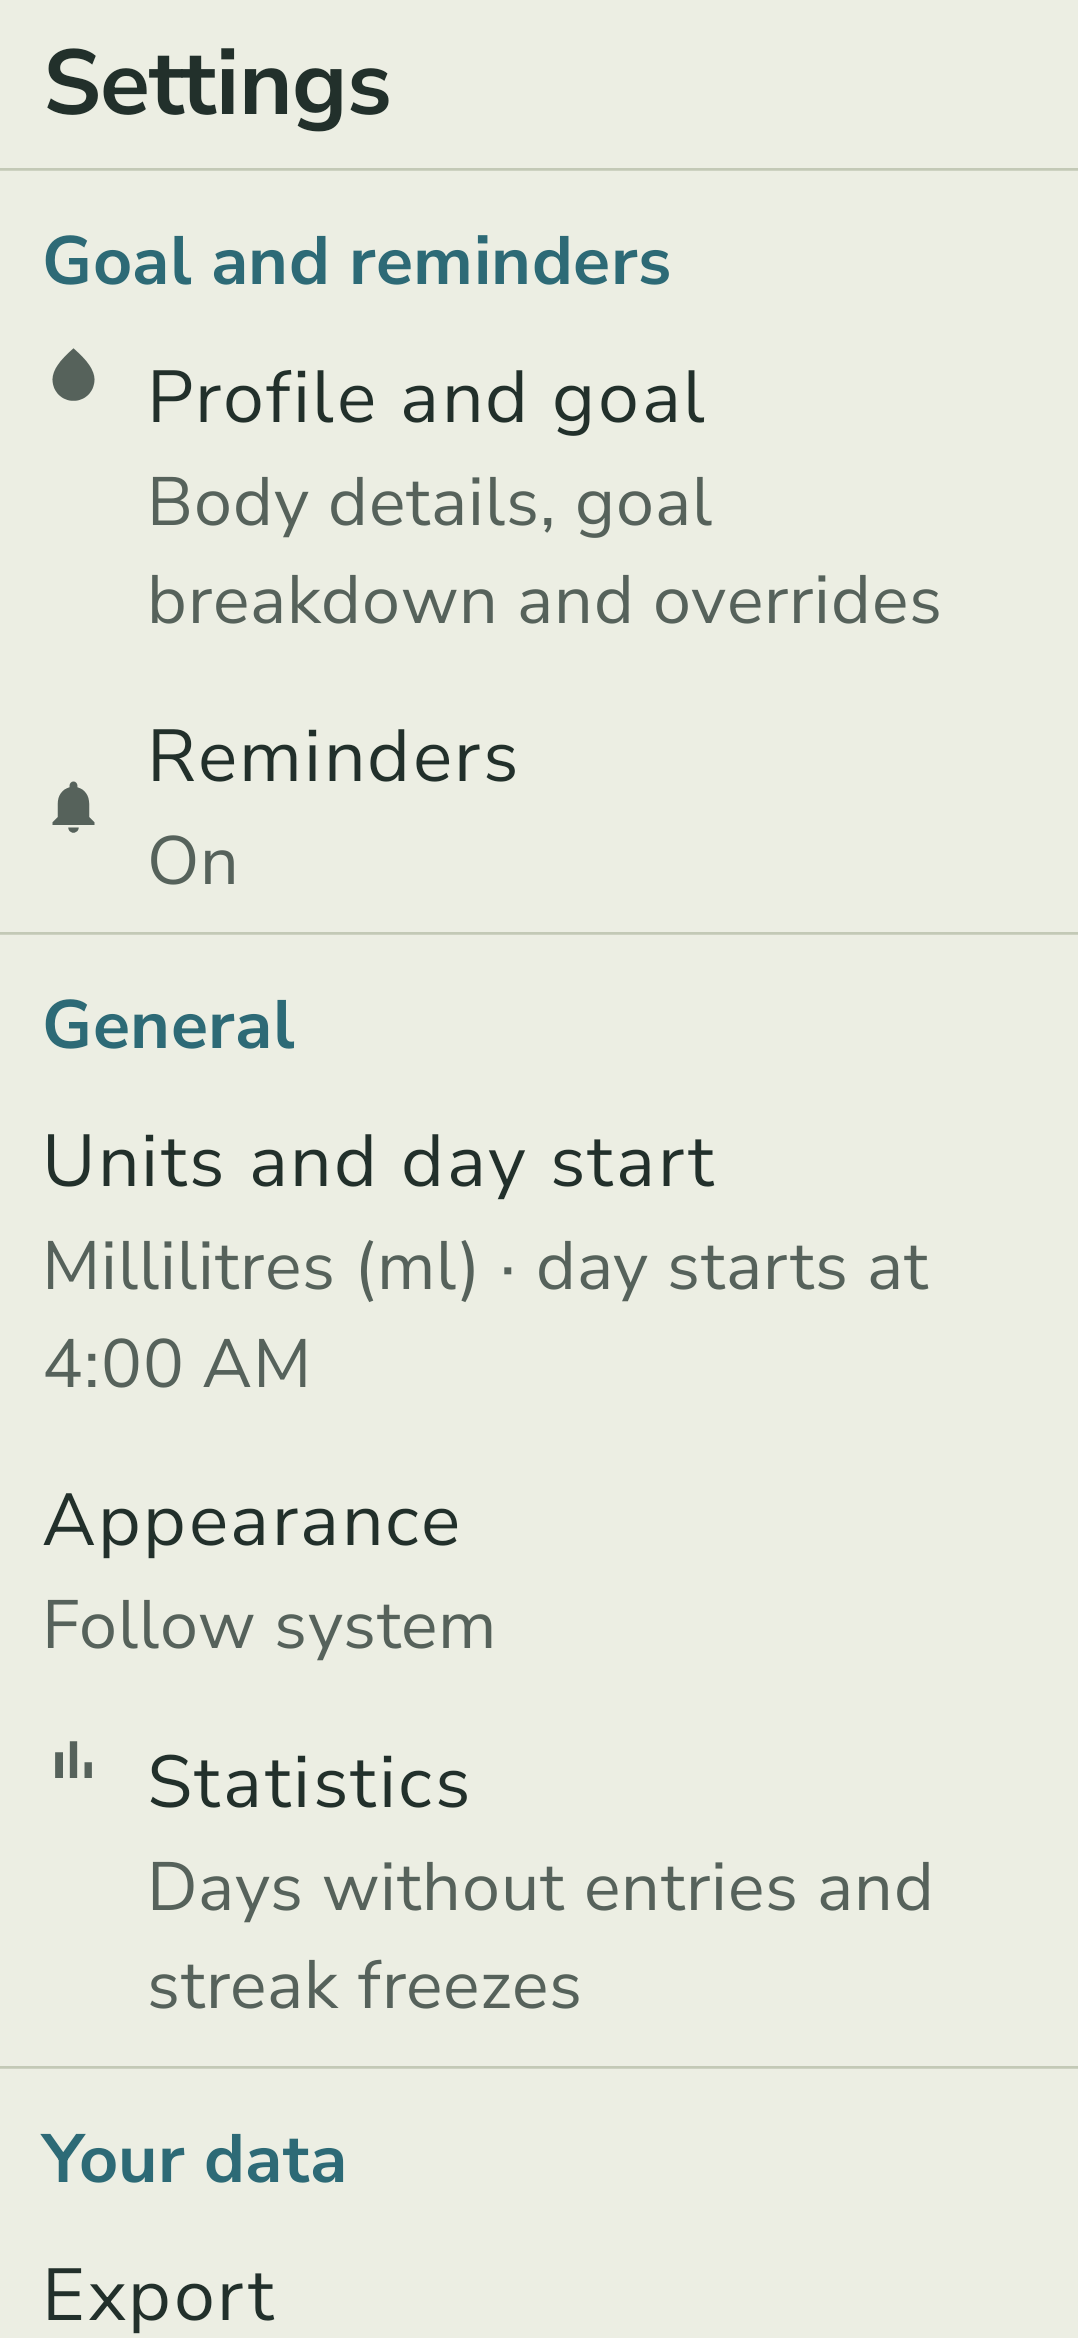 Settings
Goal and reminders
Profile and goal
Body details, goal
breakdown and overrides
Reminders
On
General
Units and day start
Millilitres (ml) · day starts at
4:00 AM
Appearance
Follow system
Statistics
Days without entries and
streak freezes
Your data
Export